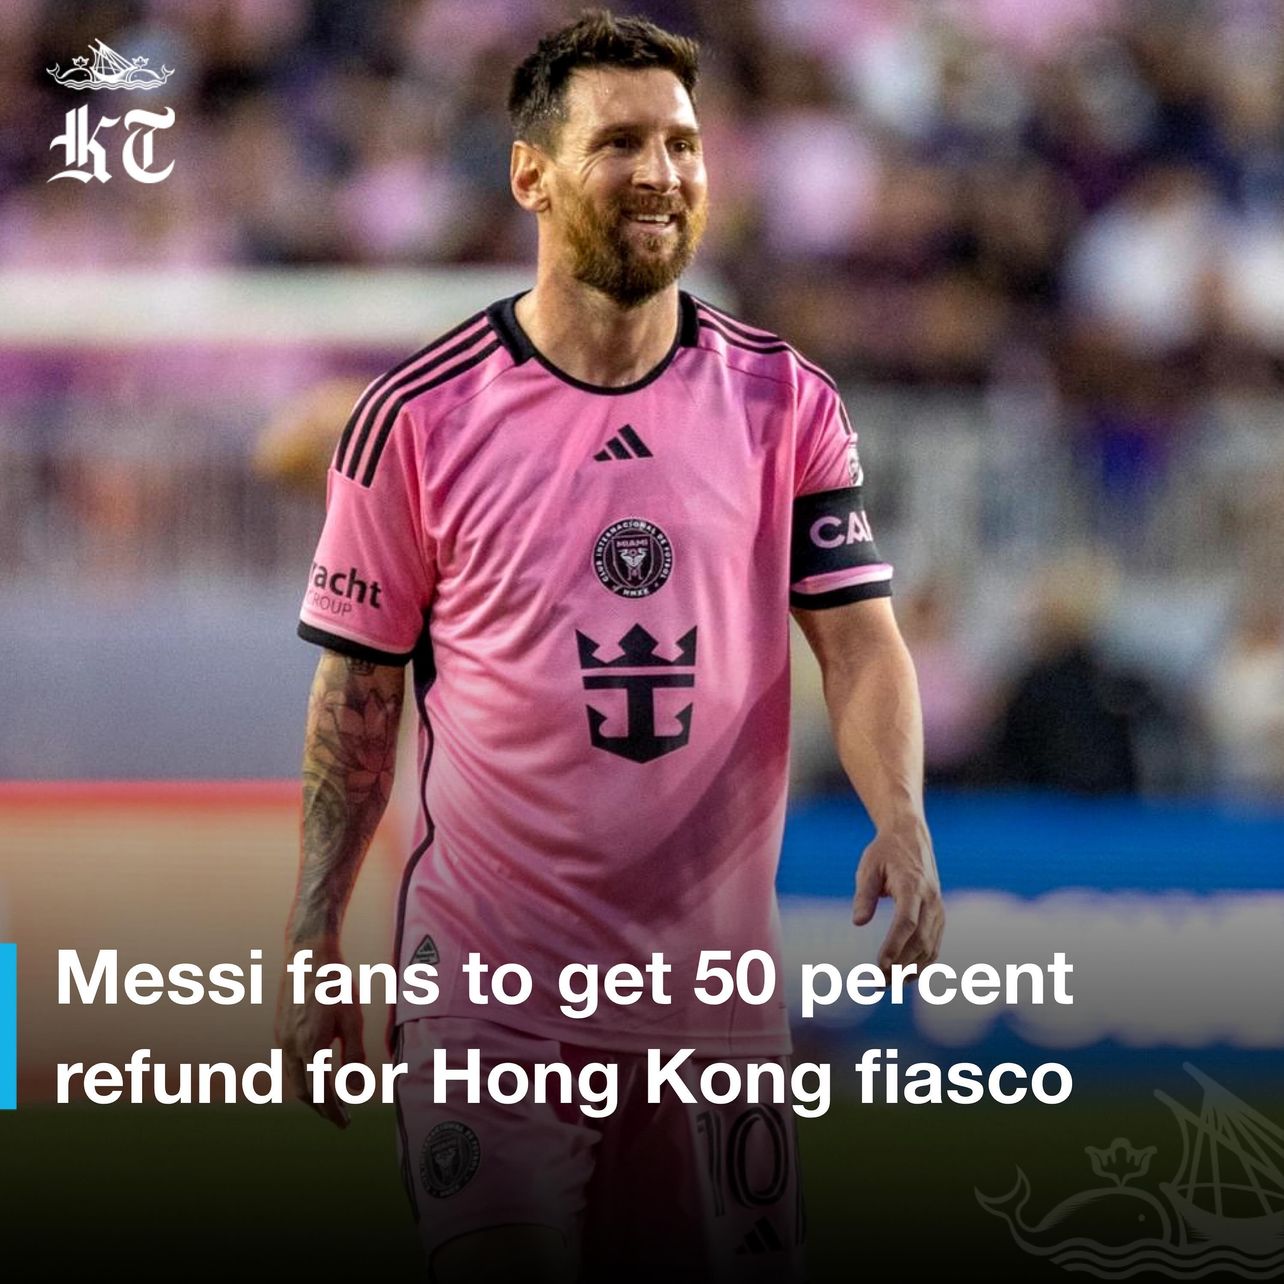 KT
CLUB INTERNACIONAL DE FÚTBOL
MIAMI
MMXX
CA
racht
GROUP
Messi fans to get 50 percent
refund for Hong Kong fiasco
10